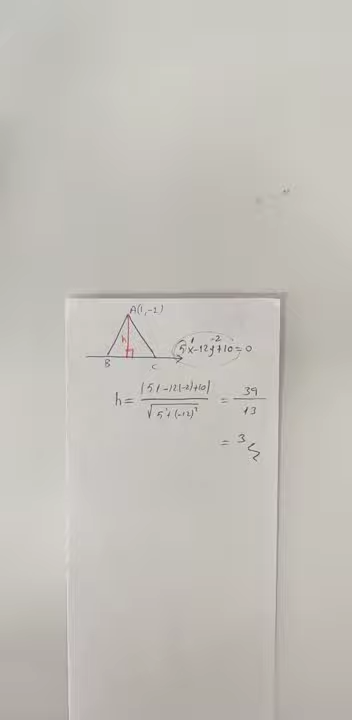 A(1,-2)
h
B C
1 -2
5x-12y+10=0
h = |5.1-12(-2)+10| / √5²+(-12)² = 39 / 13
= 3